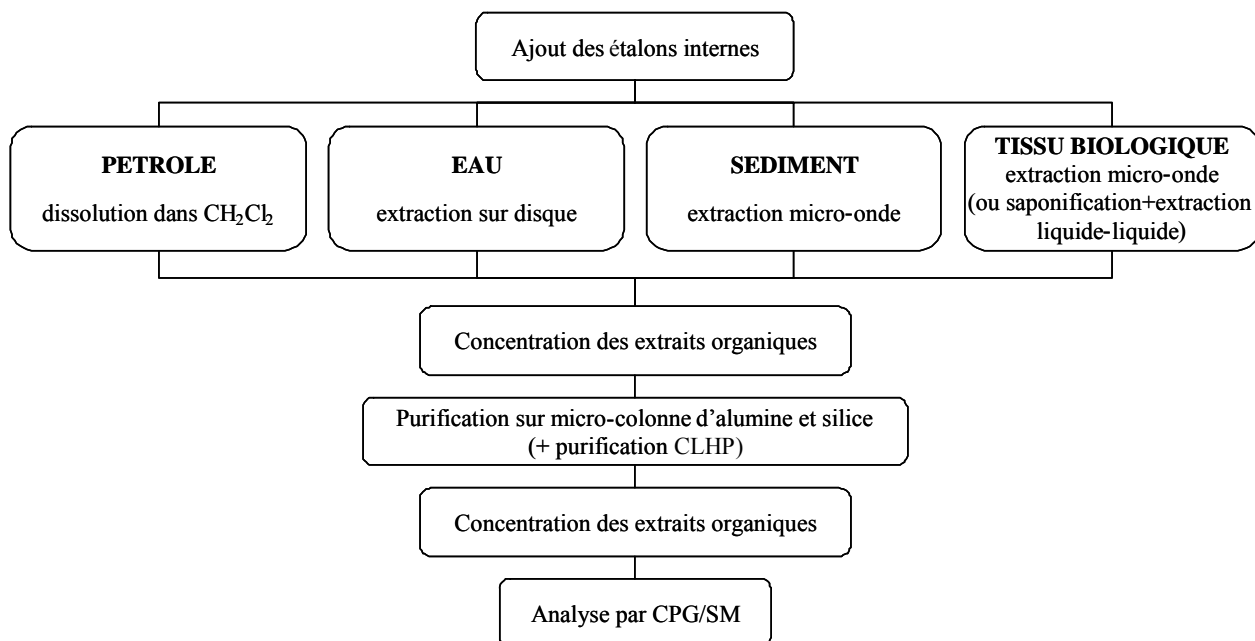 Ajout des étalons internes
PETROLE
dissolution dans CH₂Cl₂
EAU
extraction sur disque
SEDIMENT
extraction micro-onde
TISSU BIOLOGIQUE
extraction micro-onde
(ou saponification+extraction
liquide-liquide)
Concentration des extraits organiques
Purification sur micro-colonne d'alumine et silice
(+ purification CLHP)
Concentration des extraits organiques
Analyse par CPG/SM